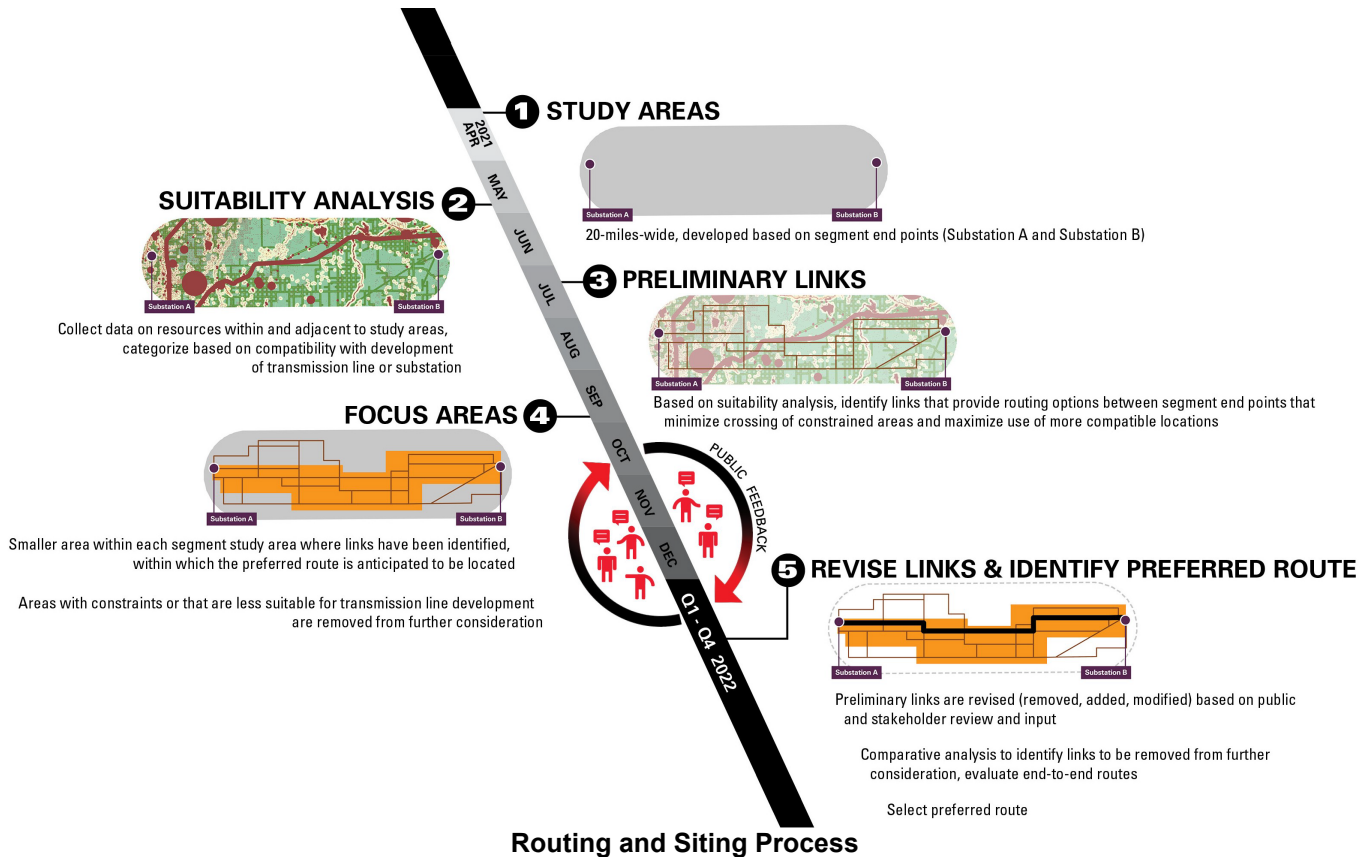 1 STUDY AREAS
2021
APR
Substation A
Substation B
20-miles-wide, developed based on segment end points (Substation A and Substation B)
MAY
SUITABILITY ANALYSIS 2
Substation A
Substation B
Collect data on resources within and adjacent to study areas,
categorize based on compatibility with development
of transmission line or substation
JUN
JUL
3 PRELIMINARY LINKS
Substation A
Substation B
Based on suitability analysis, identify links that provide routing options between segment end points that
minimize crossing of constrained areas and maximize use of more compatible locations
AUG
SEP
FOCUS AREAS 4
Substation A
Substation B
Smaller area within each segment study area where links have been identified,
within which the preferred route is anticipated to be located
Areas with constraints or that are less suitable for transmission line development
are removed from further consideration
OCT
NOV
DEC
PUBLIC FEEDBACK
Q1 - Q4 2022
5 REVISE LINKS & IDENTIFY PREFERRED ROUTE
Substation A
Substation B
Preliminary links are revised (removed, added, modified) based on public
and stakeholder review and input
Comparative analysis to identify links to be removed from further
consideration, evaluate end-to-end routes
Select preferred route
Routing and Siting Process